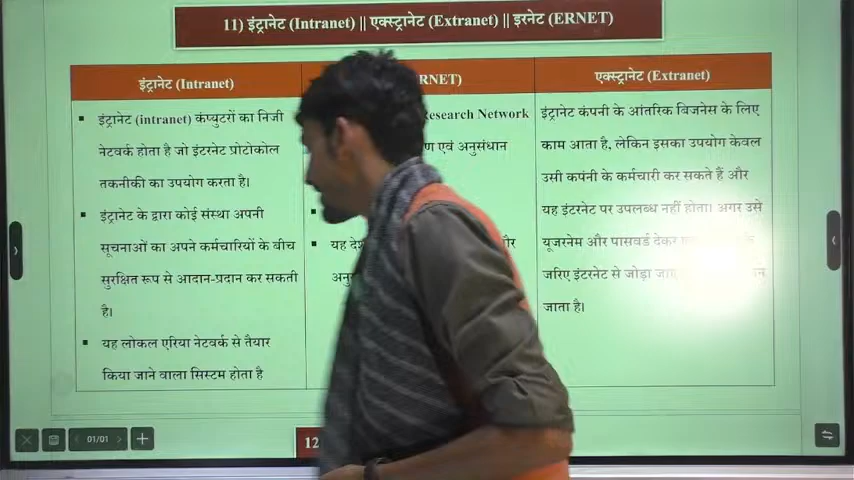 11) इंट्रानेट (Intranet) || एक्स्ट्रानेट (Extranet) || इरनेट (ERNET)
इंट्रानेट (Intranet)
▪ इंट्रानेट (intranet) कंप्युटरों का निजी
नेटवर्क होता है जो इंटरनेट प्रोटोकोल
तकनीकी का उपयोग करता है।
▪ इंट्रानेट के द्वारा कोई संस्था अपनी
सूचनाओं का अपने कर्मचारियों के बीच
सुरक्षित रूप से आदान-प्रदान कर सकती
है।
▪ यह लोकल एरिया नेटवर्क से तैयार
किया जाने वाला सिस्टम होता है
RNET)
Research Network
एवं अनुसंधान
▪
▪ यह
एक्स्ट्रानेट (Extranet)
इंट्रानेट कंपनी के आंतरिक बिजनेस के लिए
काम आता है, लेकिन इसका उपयोग केवल
उसी कपंनी के कर्मचारी कर सकते हैं और
यह इंटरनेट पर उपलब्ध नहीं होता। अगर उसे
यूजरनेम और पासवर्ड देकर
जरिए इंटरनेट से जोड़ा
जाता है।
01/01
12